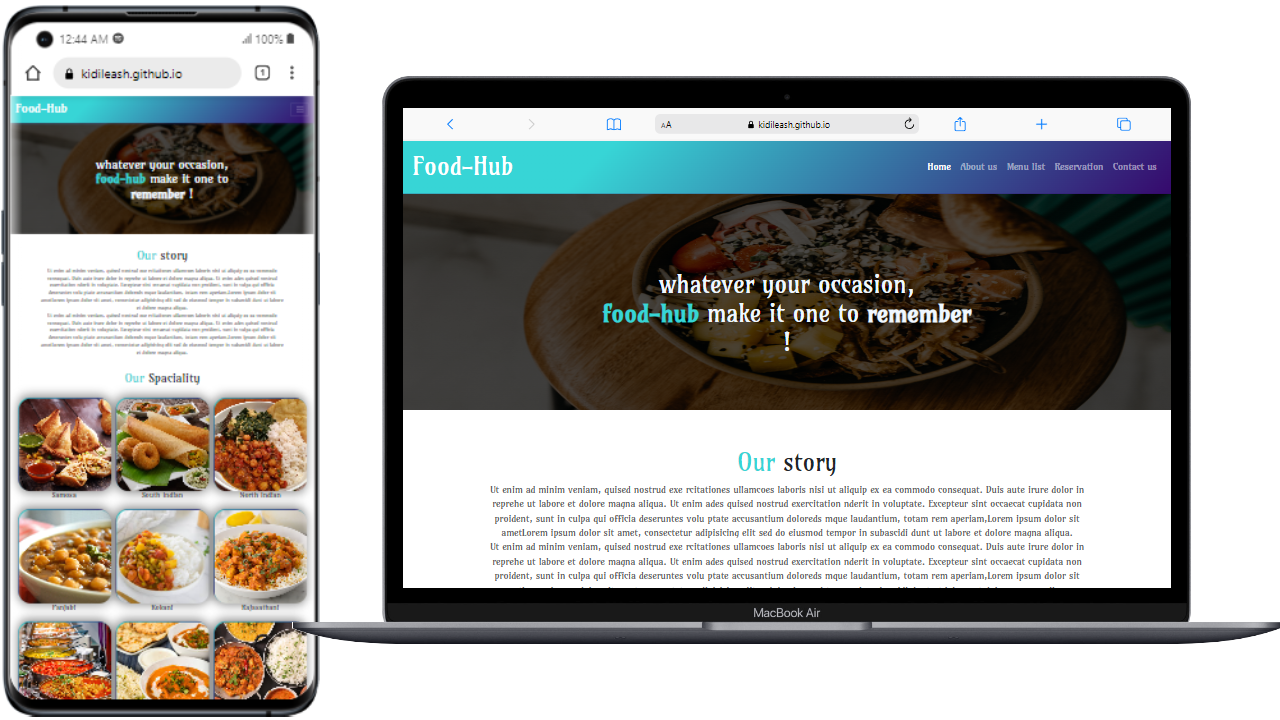 12:44 AM
100%
kidileash.github.io
1
Food-Hub
whatever your occasion,
food-hub make it one to
remember !
Our story
Our Spaciality
Samosa
South Indian
North Indian
Panjabi
Kokani
Rajasathani
AA
kidileash.github.io
Food-Hub
Home About us Menu list Reservation Contact us
whatever your occasion,
food-hub make it one to remember
!
Our story
Ut enim ad minim veniam, quised nostrud exe rcitationes ullamcoes laboris nisi ut aliquip ex ea commodo consequat. Duis aute irure dolor in
reprehe ut labore et dolore magna aliqua. Ut enim ades quised nostrud exercitation nderit in voluptate. Excepteur sint occaecat cupidata non
proident, sunt in culpa qui officia deseruntes volu ptate accusantium doloreds mque laudantium, totam rem aperiam,Lorem ipsum dolor sit
ametLorem ipsum dolor sit amet, consectetur adipisicing elit sed do eiusmod tempor in subascidi dunt ut labore et dolore magna aliqua.
Ut enim ad minim veniam, quised nostrud exe rcitationes ullamcoes laboris nisi ut aliquip ex ea commodo consequat. Duis aute irure dolor in
reprehe ut labore et dolore magna aliqua. Ut enim ades quised nostrud exercitation nderit in voluptate. Excepteur sint occaecat cupidata non
proident, sunt in culpa qui officia deseruntes volu ptate accusantium doloreds mque laudantium, totam rem aperiam,Lorem ipsum dolor sit
MacBook Air